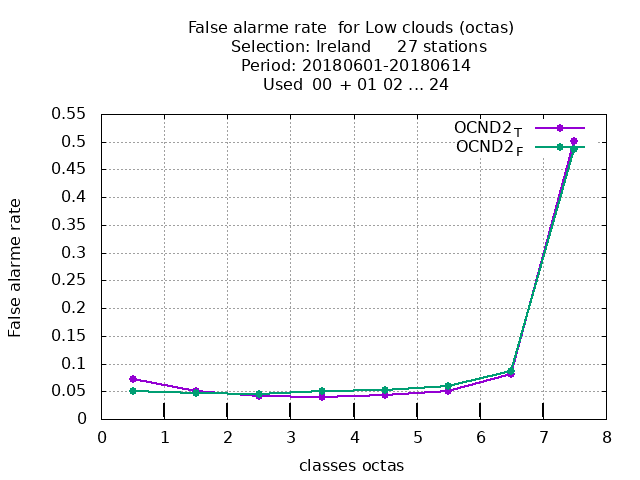 False alarme rate  for Low clouds (octas)
Selection: Ireland     27 stations
Period: 20180601-20180614
Used  00 + 01 02 ... 24
OCND2_T
OCND2_F
0.55
0.5
0.45
0.4
0.35
0.3
0.25
0.2
0.15
0.1
0.05
0
False alarme rate
0 1 2 3 4 5 6 7 8
classes octas